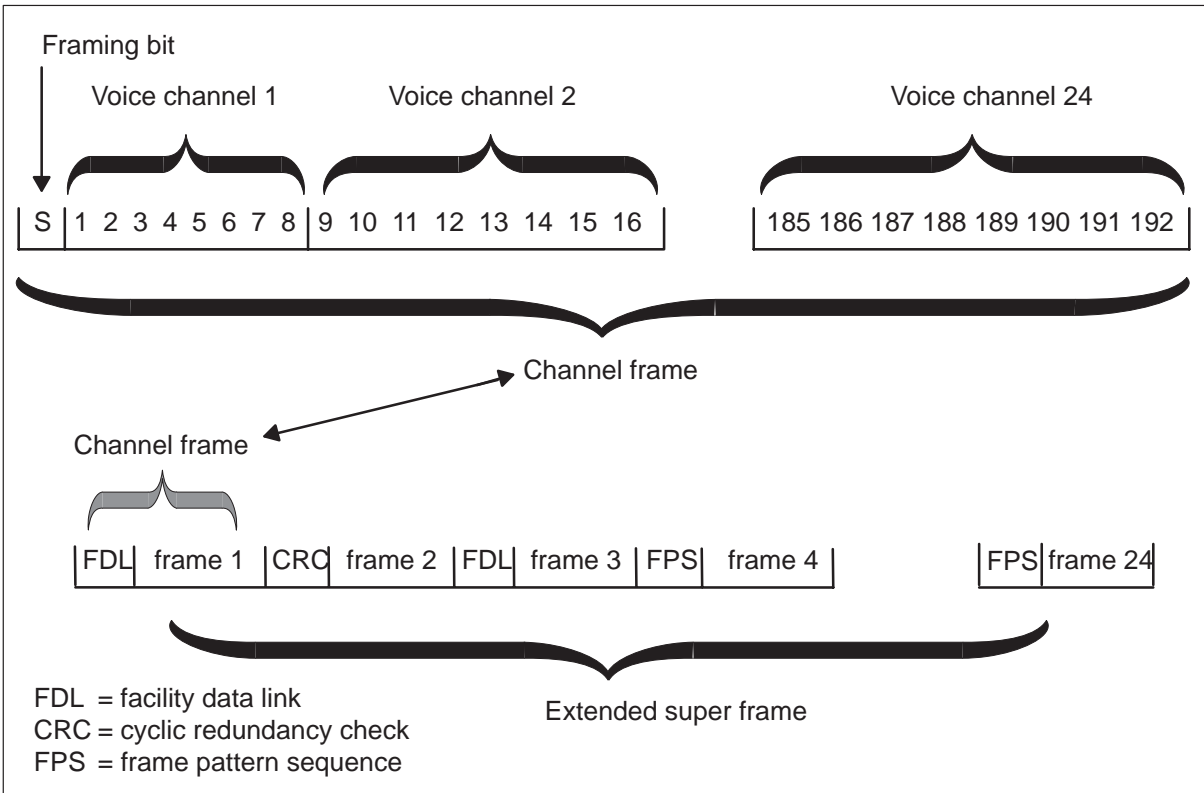 Framing bit
Voice channel 1 Voice channel 2 Voice channel 24
S 1 2 3 4 5 6 7 8 9 10 11 12 13 14 15 16 185 186 187 188 189 190 191 192
Channel frame
Channel frame
FDL frame 1 CRC frame 2 FDL frame 3 FPS frame 4 FPS frame 24
Extended super frame
FDL = facility data link
CRC = cyclic redundancy check
FPS = frame pattern sequence